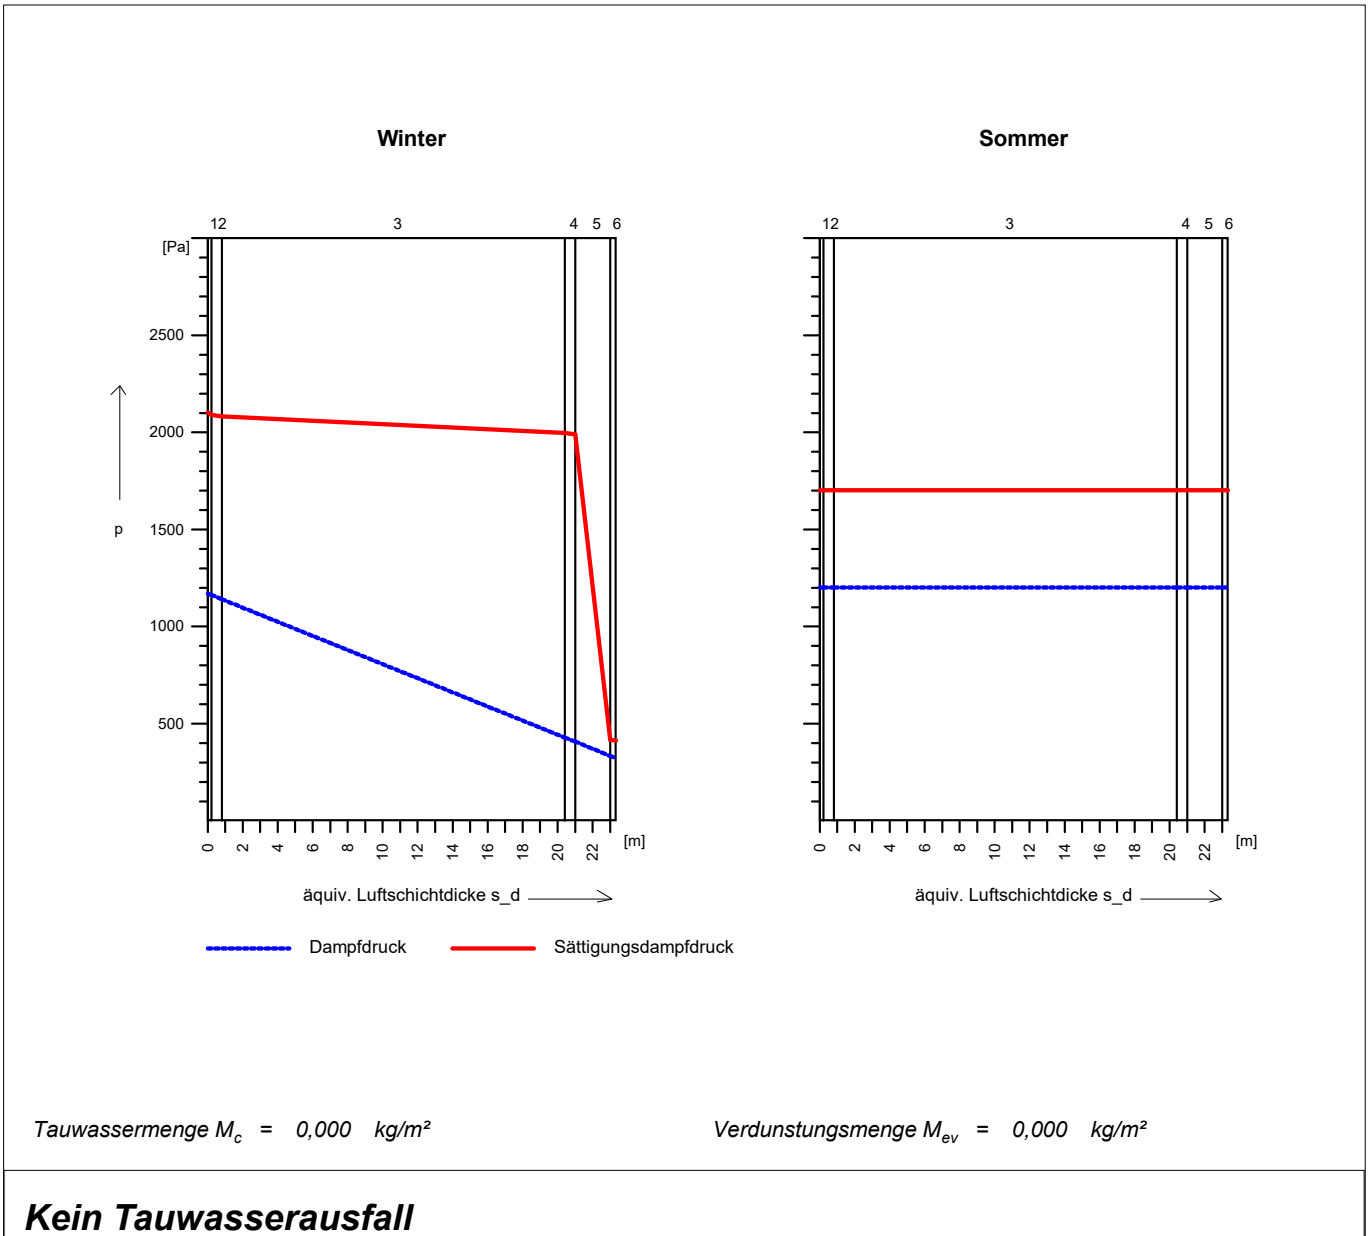 Winter Sommer
12 3 4 5 6 12 3 4 5 6
[Pa]
2500
2000
1500
p
1000
500
0 2 4 6 8 10 12 14 16 18 20 22 [m] 0 2 4 6 8 10 12 14 16 18 20 22 [m]
äquiv. Luftschichtdicke s_d äquiv. Luftschichtdicke s_d
Dampfdruck Sättigungsdampfdruck
Tauwassermenge M_c = 0,000 kg/m² Verdunstungsmenge M_ev = 0,000 kg/m²
Kein Tauwasserausfall